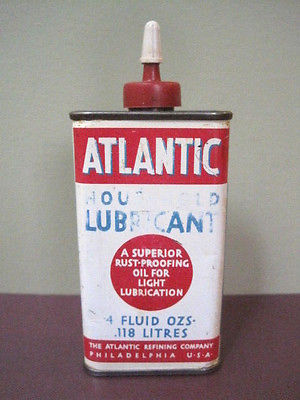 ATLANTIC
HOUSEHOLD
LUBRICANT
A SUPERIOR
RUST-PROOFING
OIL FOR
LIGHT
LUBRICATION
4 FLUID OZS·
.118 LITRES
THE ATLANTIC REFINING COMPANY
PHILADELPHIA U·S·A·